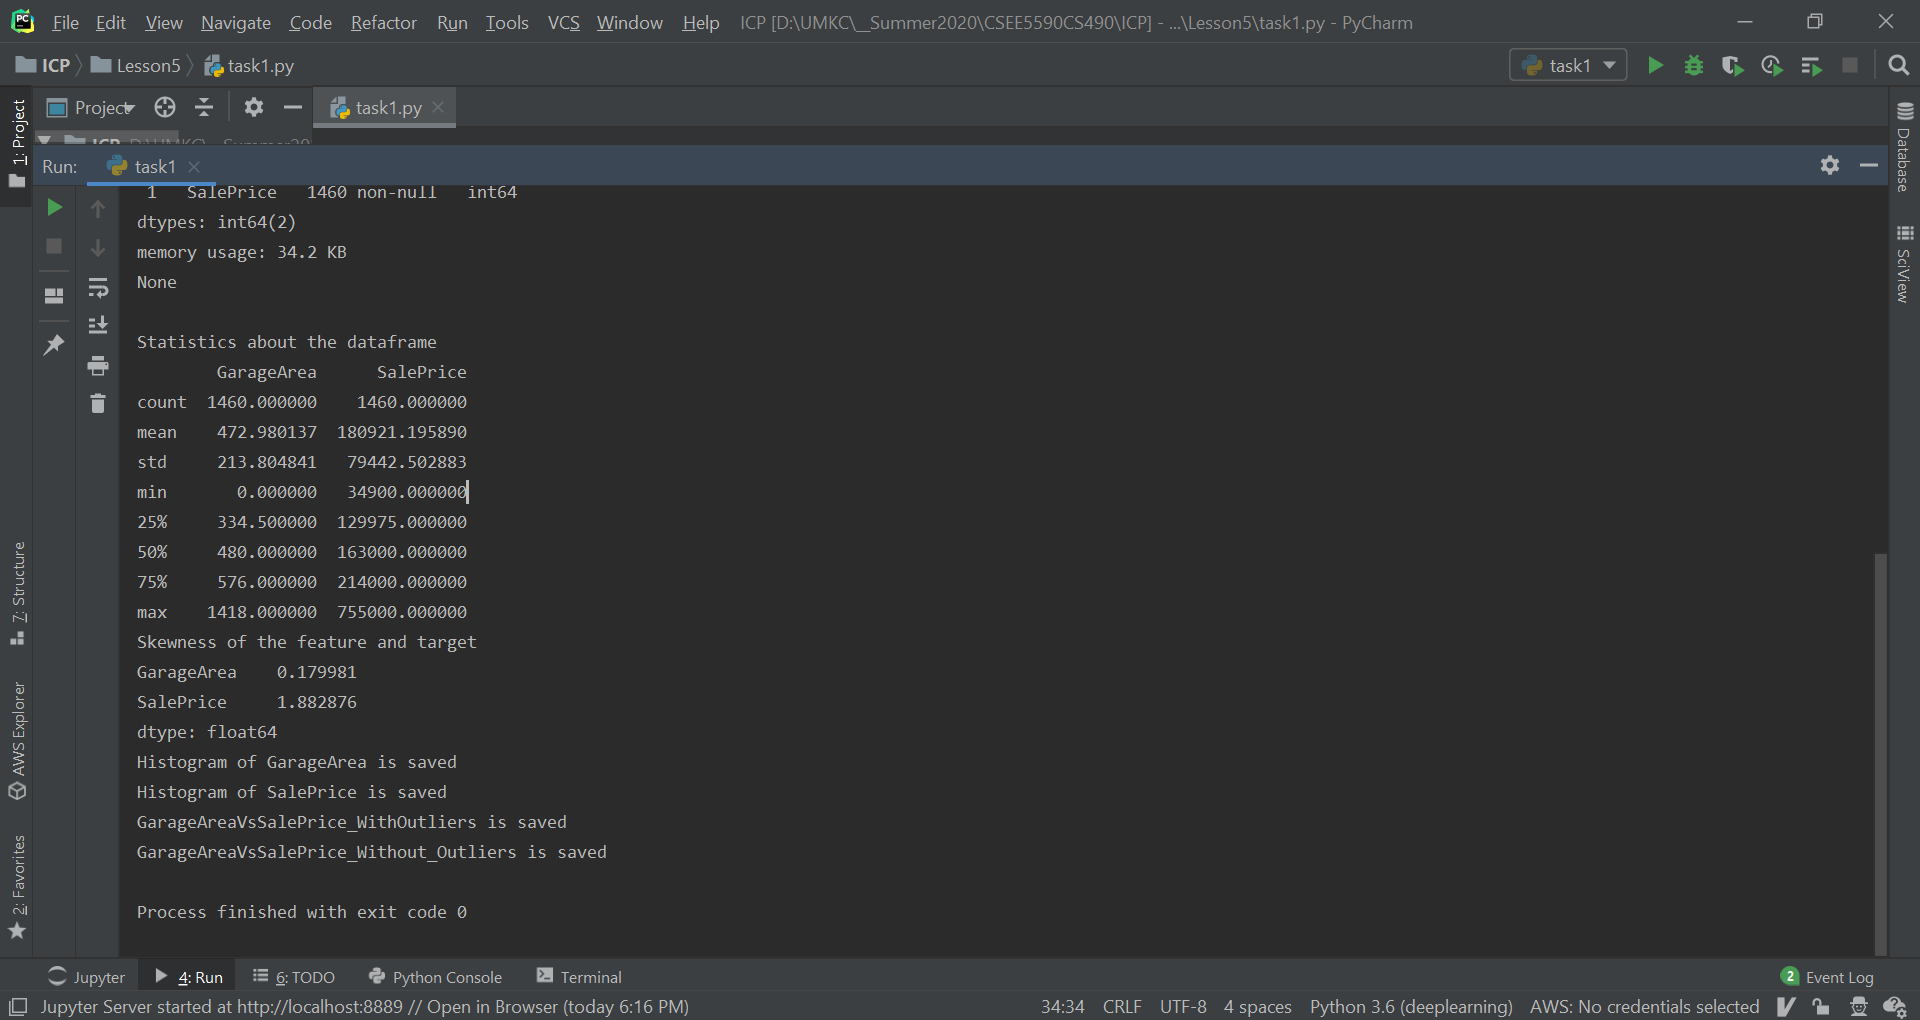 File Edit View Navigate Code Refactor Run Tools VCS Window Help ICP [D:\UMKC\_Summer2020\CSEE5590CS490\ICP] - ...\Lesson5\task1.py - PyCharm
ICP Lesson5 task1.py task1
Project task1.py
ICP D:\UMKC\_Summer20
Run: task1
1 SalePrice 1460 non-null int64
dtypes: int64(2)
memory usage: 34.2 KB
None
Statistics about the dataframe
GarageArea SalePrice
count 1460.000000 1460.000000
mean 472.980137 180921.195890
std 213.804841 79442.502883
min 0.000000 34900.000000
25% 334.500000 129975.000000
50% 480.000000 163000.000000
75% 576.000000 214000.000000
max 1418.000000 755000.000000
Skewness of the feature and target
GarageArea 0.179981
SalePrice 1.882876
dtype: float64
Histogram of GarageArea is saved
Histogram of SalePrice is saved
GarageAreaVsSalePrice_WithOutliers is saved
GarageAreaVsSalePrice_Without_Outliers is saved
Process finished with exit code 0
1: Project
7: Structure
AWS Explorer
2: Favorites
Database
SciView
Jupyter 4: Run 6: TODO Python Console Terminal 2 Event Log
Jupyter Server started at http://localhost:8889 // Open in Browser (today 6:16 PM) 34:34 CRLF UTF-8 4 spaces Python 3.6 (deeplearning) AWS: No credentials selected